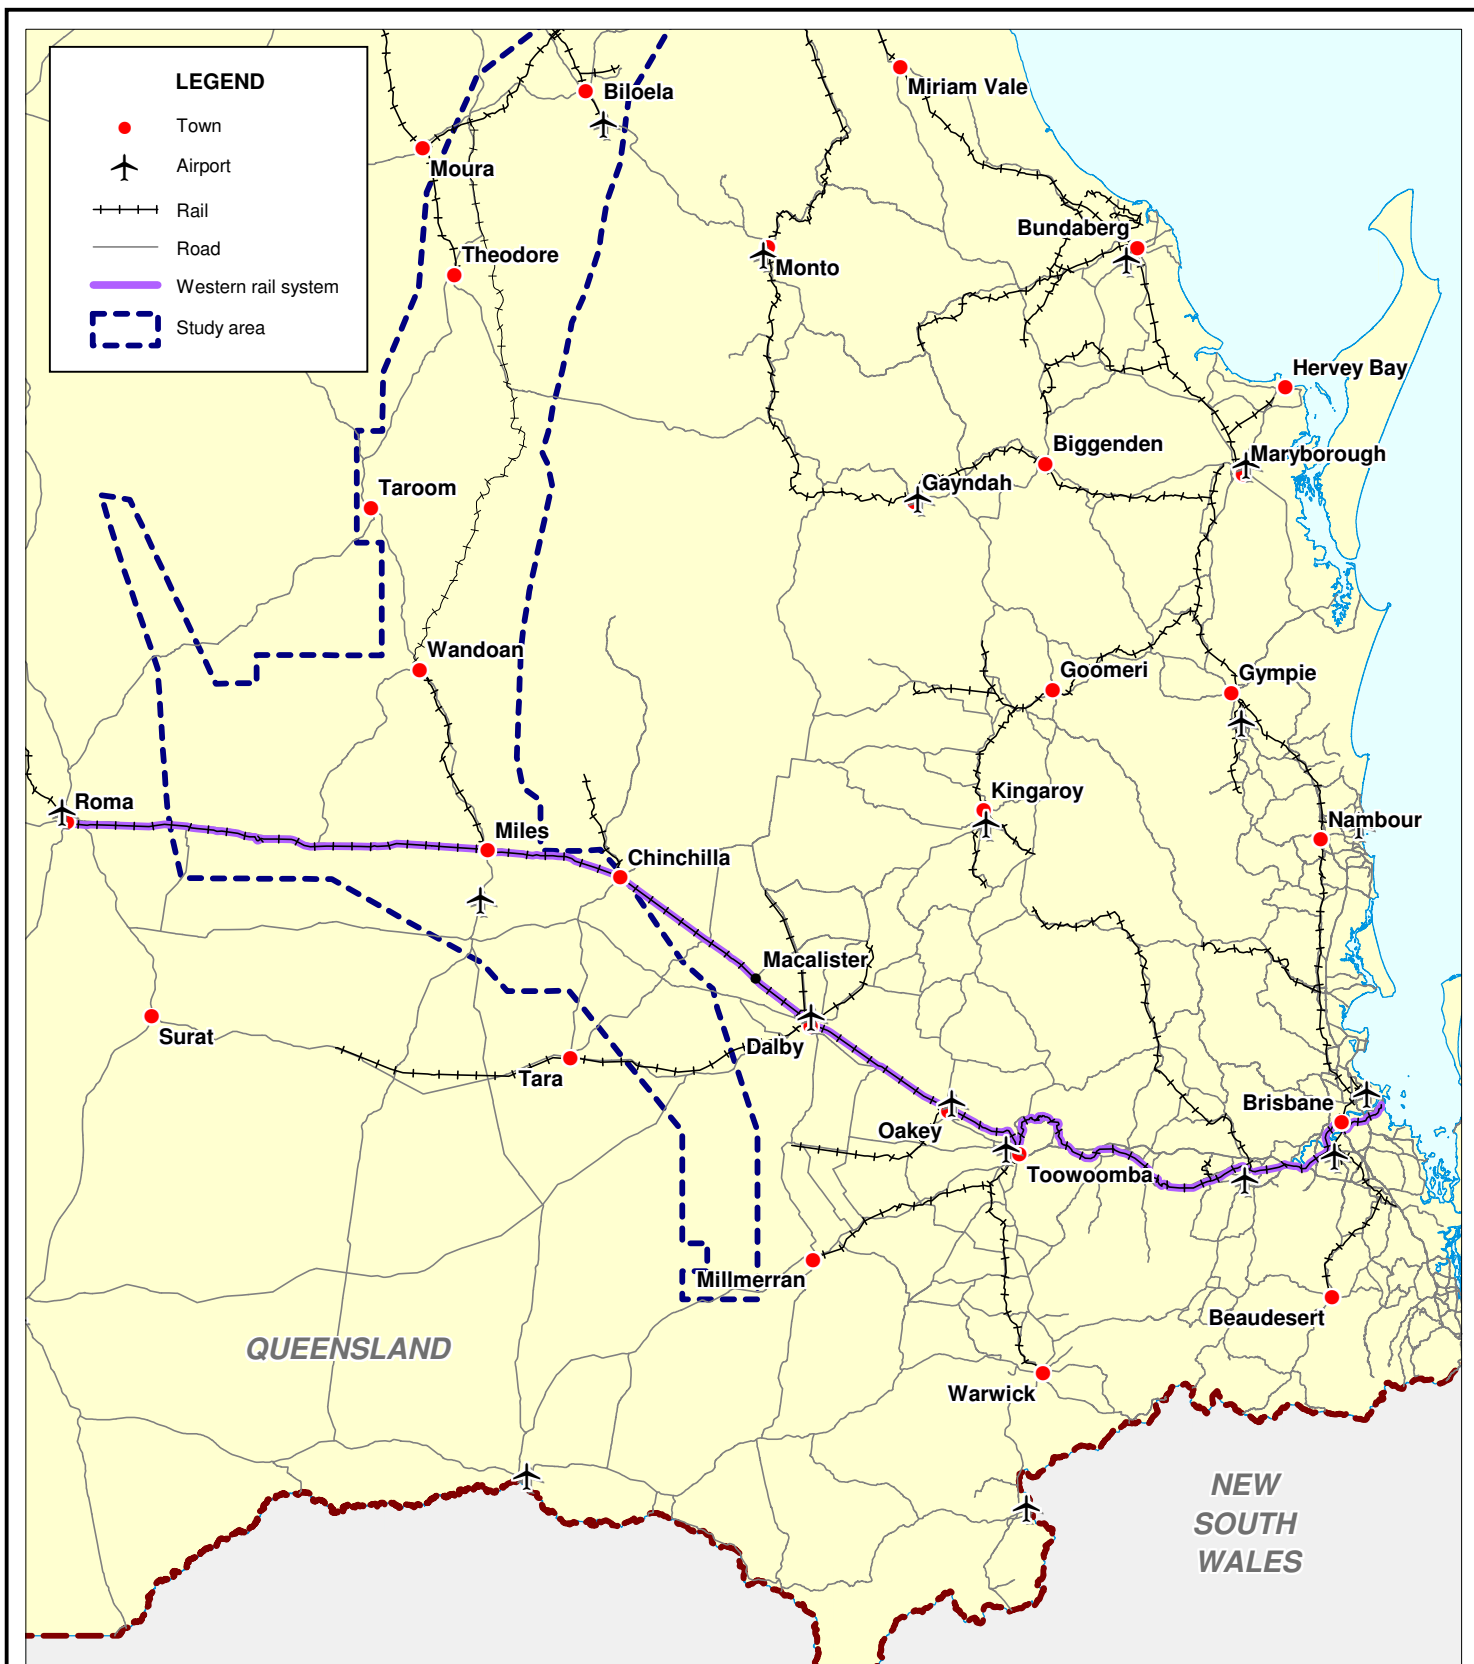 LEGEND
Town
Airport
Rail
Road
Western rail system
Study area
Biloela
Miriam Vale
Moura
Bundaberg
Theodore
Monto
Hervey Bay
Biggenden
Maryborough
Taroom
Gayndah
Wandoan
Goomeri
Gympie
Roma
Kingaroy
Miles
Nambour
Chinchilla
Macalister
Surat
Dalby
Tara
Brisbane
Oakey
Toowoomba
Millmerran
Beaudesert
QUEENSLAND
Warwick
NEW
SOUTH
WALES